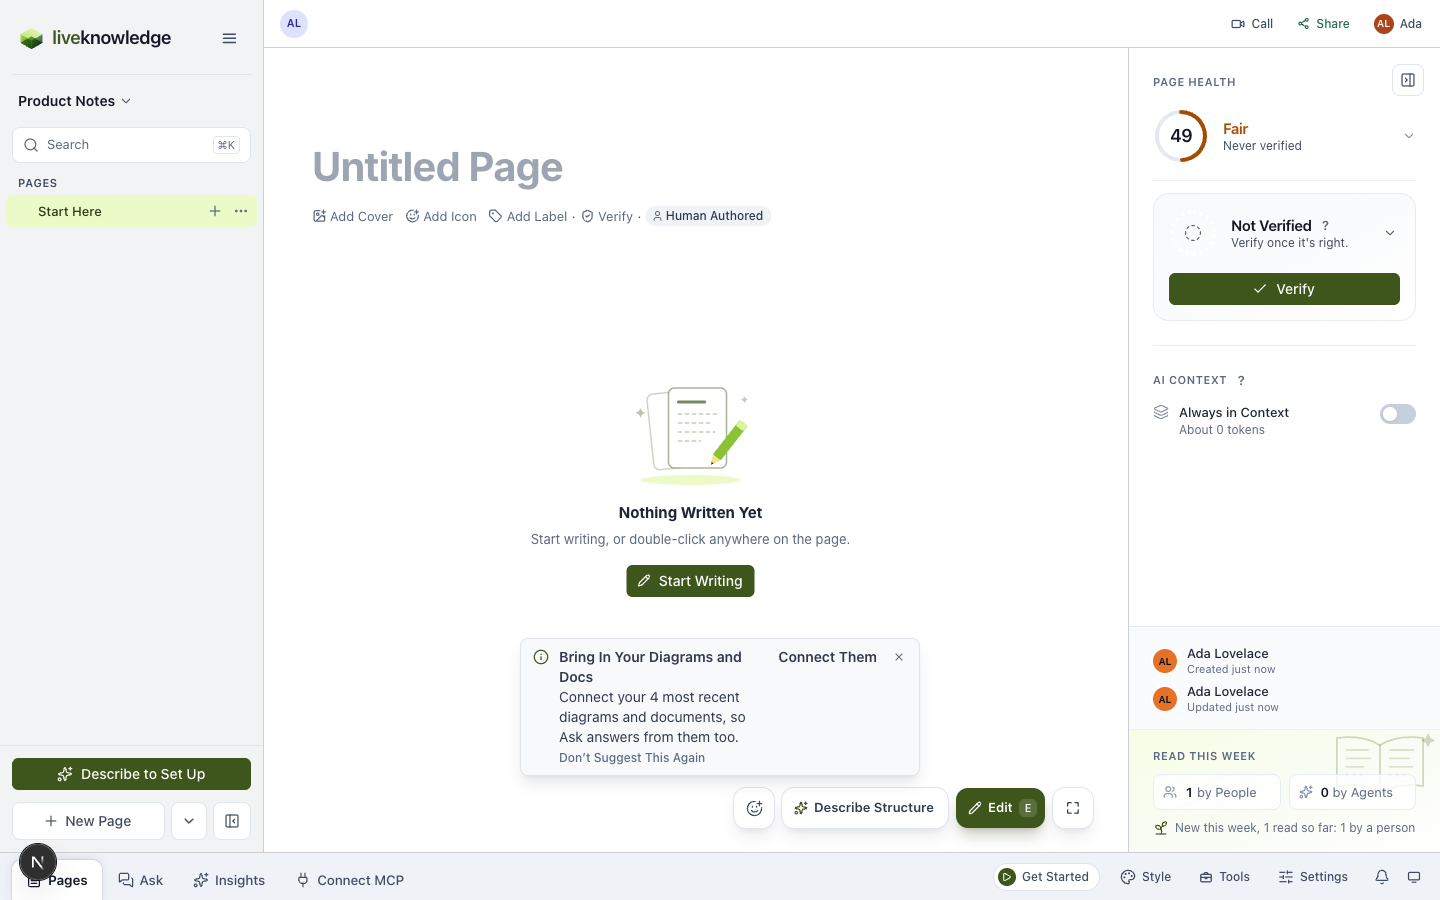 liveknowledge
AL
Call
Share
AL
Ada
Product Notes
Search
⌘K
PAGES
Start Here
Untitled Page
Add Cover
Add Icon
Add Label ·
Verify ·
Human Authored
Nothing Written Yet
Start writing, or double-click anywhere on the page.
Start Writing
Bring In Your Diagrams and
Docs
Connect Them
Connect your 4 most recent
diagrams and documents, so
Ask answers from them too.
Don't Suggest This Again
Describe Structure
Edit
E
PAGE HEALTH
49
Fair
Never verified
Not Verified ?
Verify once it's right.
Verify
AI CONTEXT ?
Always in Context
About 0 tokens
AL
Ada Lovelace
Created just now
AL
Ada Lovelace
Updated just now
READ THIS WEEK
1 by People
0 by Agents
New this week, 1 read so far: 1 by a person
Describe to Set Up
New Page
N
Pages
Ask
Insights
Connect MCP
Get Started
Style
Tools
Settings